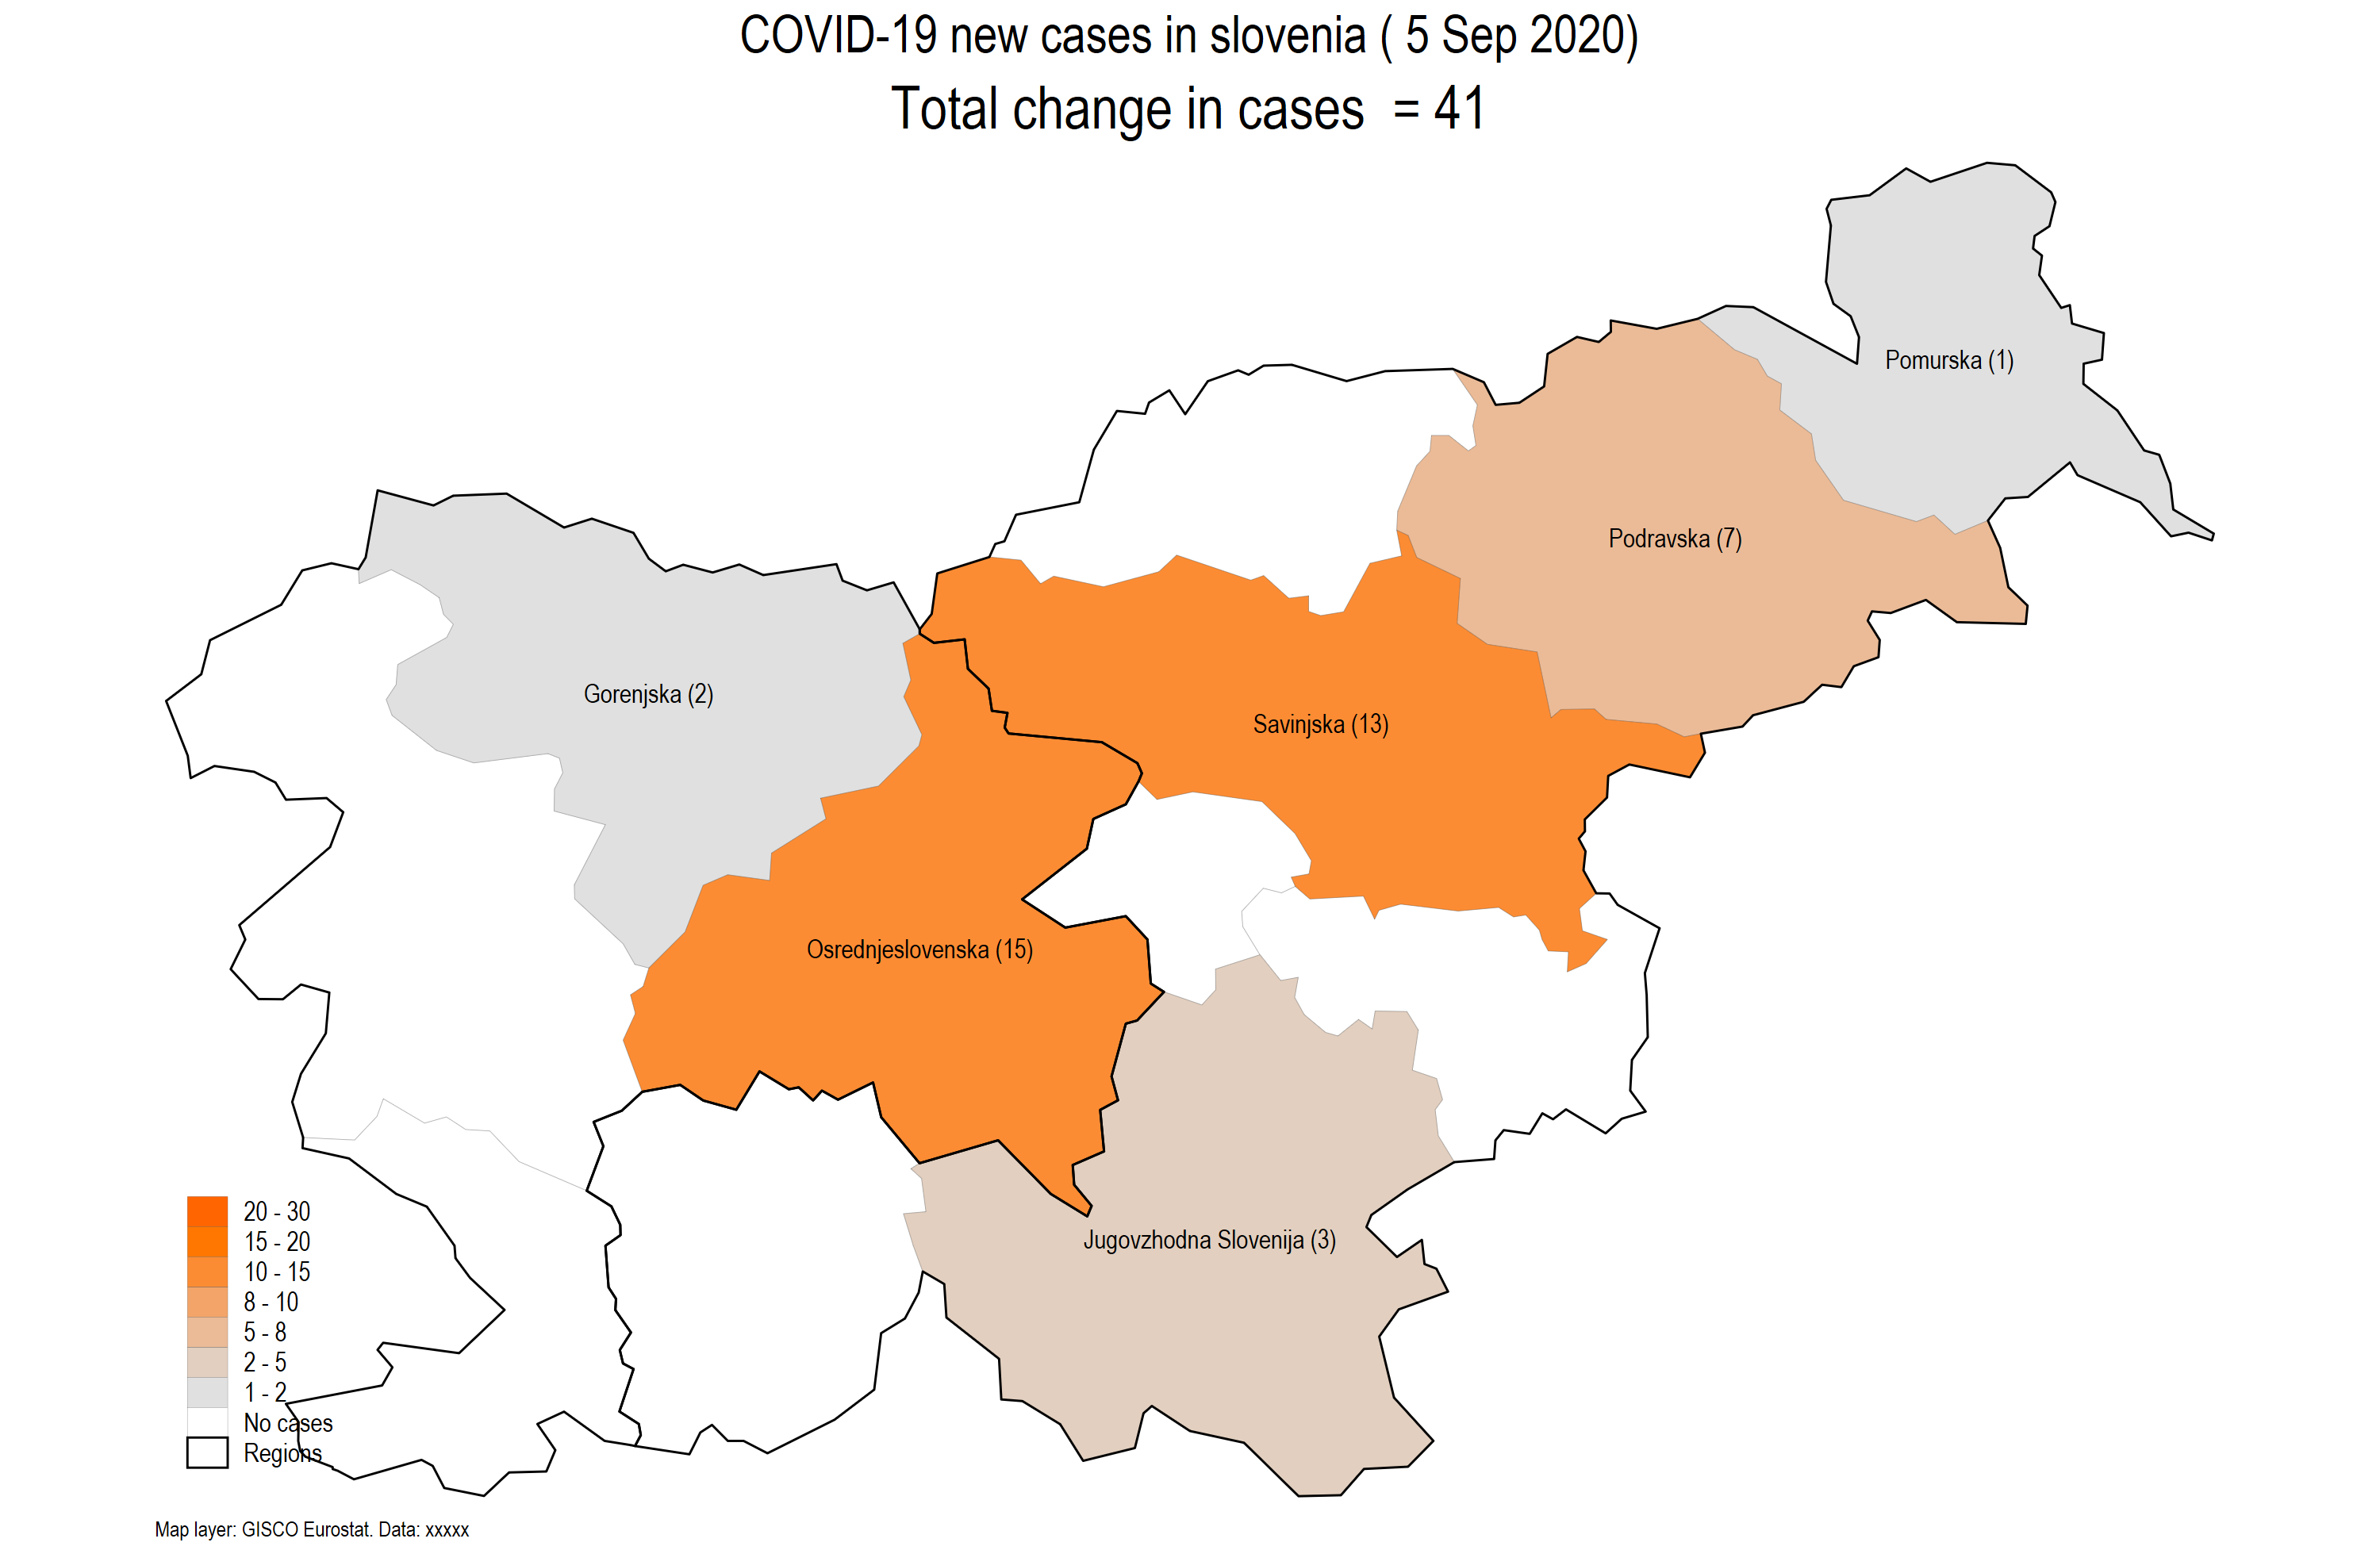 COVID-19 new cases in slovenia ( 5 Sep 2020)
Total change in cases  = 41
Pomurska (1)
Podravska (7)
Gorenjska (2)
Savinjska (13)
Osrednjeslovenska (15)
Jugovzhodna Slovenija (3)
20 - 30
15 - 20
10 - 15
8 - 10
5 - 8
2 - 5
1 - 2
No cases
Regions
Map layer: GISCO Eurostat. Data: xxxxx